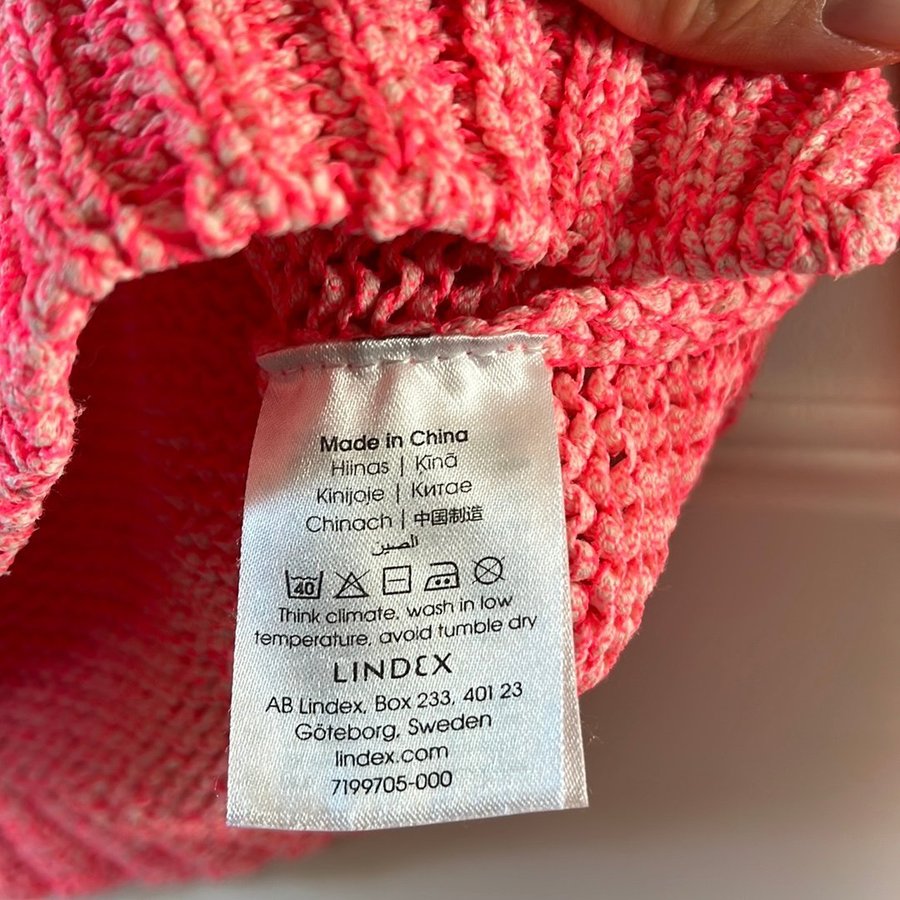 Made in China
Hiinas | Ķīnā
Kinijoje | Китае
Chinach | 中国制造
الصين
40
Think climate, wash in low
temperature, avoid tumble dry
LINDEX
AB Lindex, Box 233, 401 23
Göteborg, Sweden
lindex.com
7199705-000